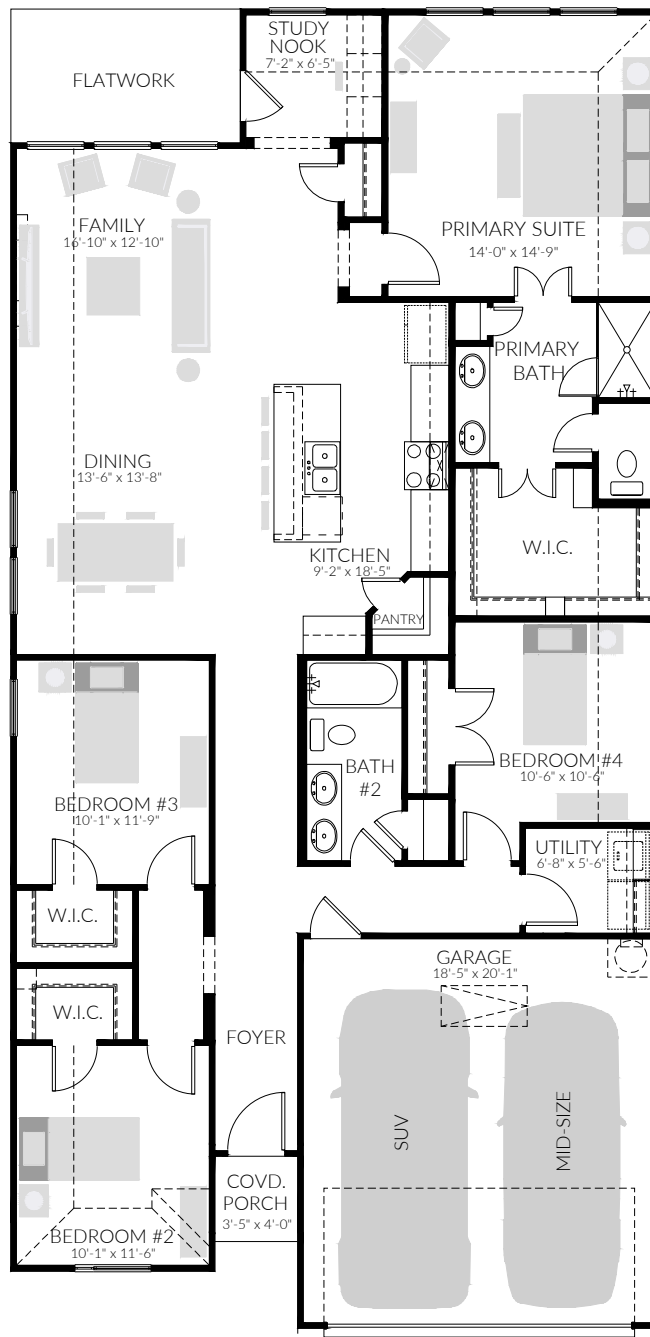 STUDY
NOOK
7'-2" x 6'-5"
FLATWORK
FAMILY
16'-10" x 12'-10"
PRIMARY SUITE
14'-0" x 14'-9"
PRIMARY
BATH
DINING
13'-6" x 13'-8"
KITCHEN
9'-2" x 18'-5"
W.I.C.
PANTRY
BEDROOM #3
10'-1" x 11'-9"
BATH
#2
BEDROOM #4
10'-6" x 10'-6"
UTILITY
6'-8" x 5'-6"
W.I.C.
W.I.C.
GARAGE
18'-5" x 20'-1"
FOYER
SUV
MID-SIZE
COVD.
PORCH
3'-5" x 4'-0"
BEDROOM #2
10'-1" x 11'-6"